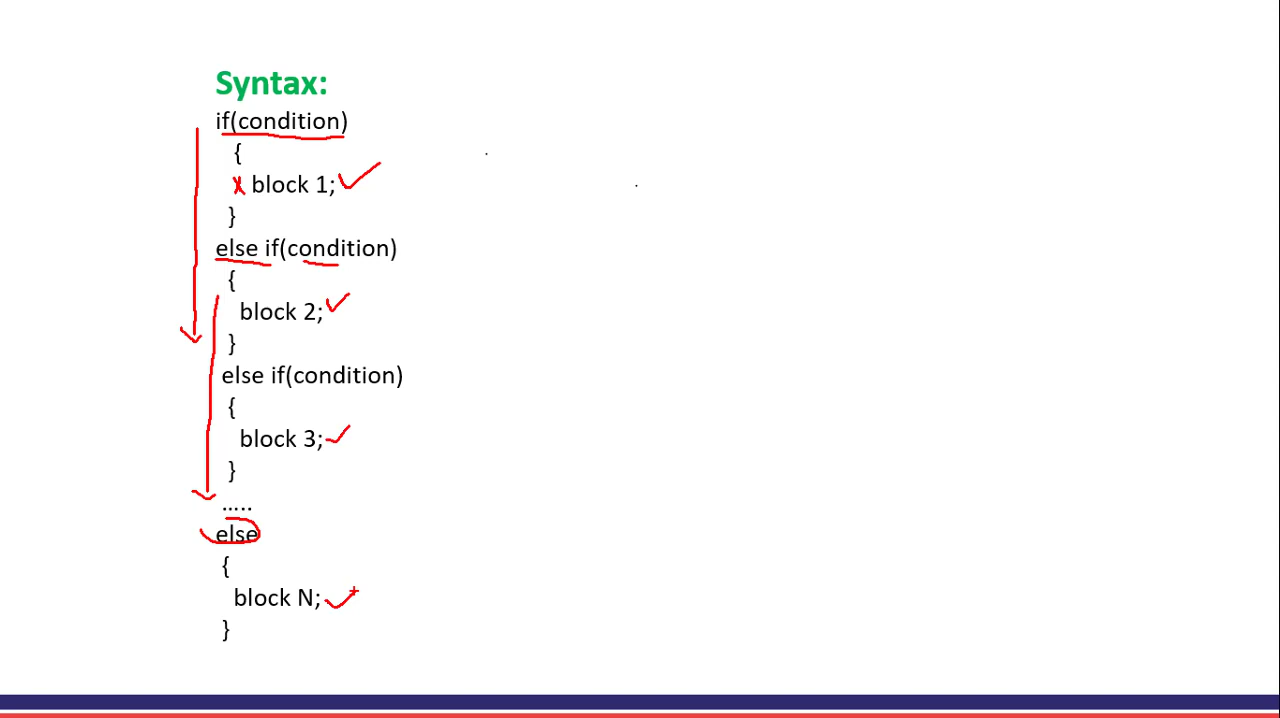 Syntax:
if(condition)
{
block 1;
}
else if(condition)
{
block 2;
}
else if(condition)
{
block 3;
}
.....
else
{
block N;
}